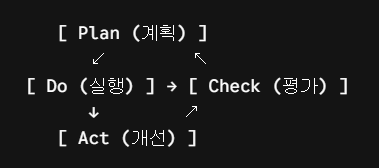 [ Plan (계획) ]
↙ ↖
[ Do (실행) ] → [ Check (평가) ]
↓ ↗
[ Act (개선) ]